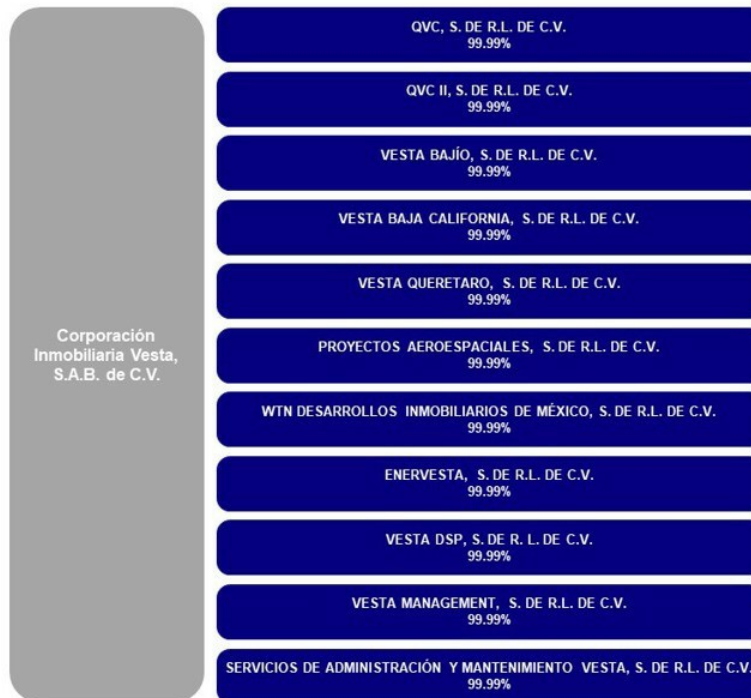 Corporación
Inmobiliaria Vesta,
S.A.B. de C.V.
QVC, S. DE R.L. DE C.V.
99.99%
QVC II, S. DE R.L. DE C.V.
99.99%
VESTA BAJÍO, S. DE R.L. DE C.V.
99.99%
VESTA BAJA CALIFORNIA, S. DE R.L. DE C.V.
99.99%
VESTA QUERETARO, S. DE R.L. DE C.V.
99.99%
PROYECTOS AEROESPACIALES, S. DE R.L. DE C.V.
99.99%
WTN DESARROLLOS INMOBILIARIOS DE MÉXICO, S. DE R.L. DE C.V.
99.99%
ENERVESTA, S. DE R.L. DE C.V.
99.99%
VESTA DSP, S. DE R. L. DE C.V.
99.99%
VESTA MANAGEMENT, S. DE R.L. DE C.V.
99.99%
SERVICIOS DE ADMINISTRACIÓN Y MANTENIMIENTO VESTA, S. DE R.L. DE C.V.
99.99%